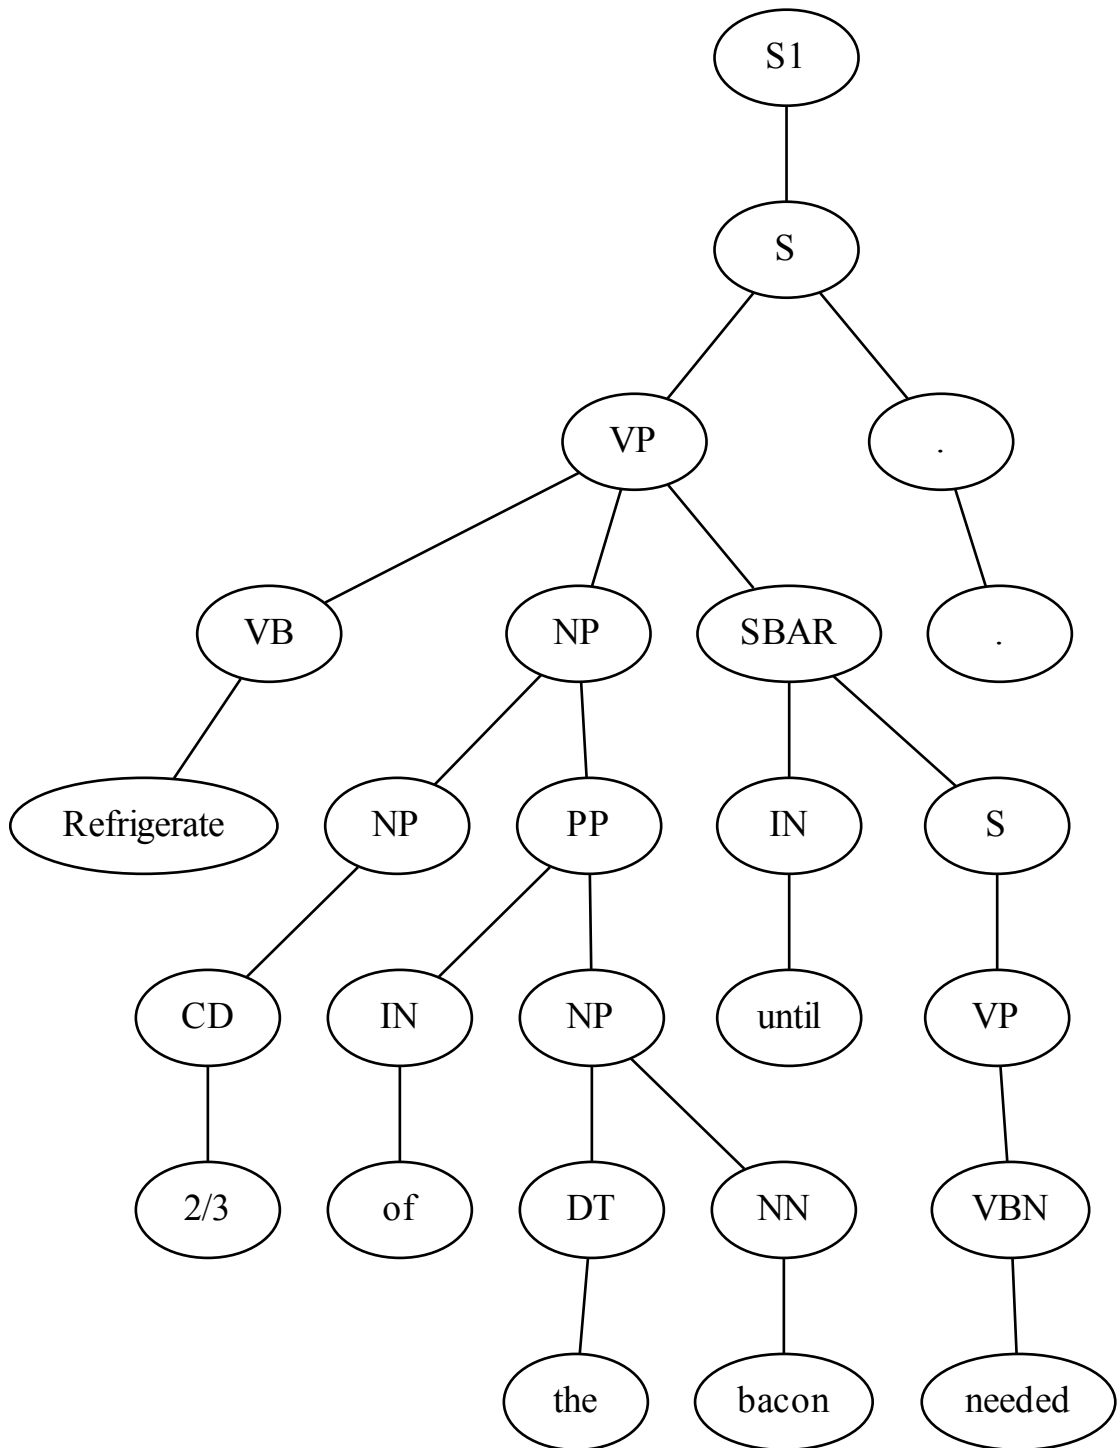 S1
S
VP .
VB NP SBAR .
Refrigerate NP PP IN S
CD IN NP until VP
2/3 of DT NN VBN
the bacon needed